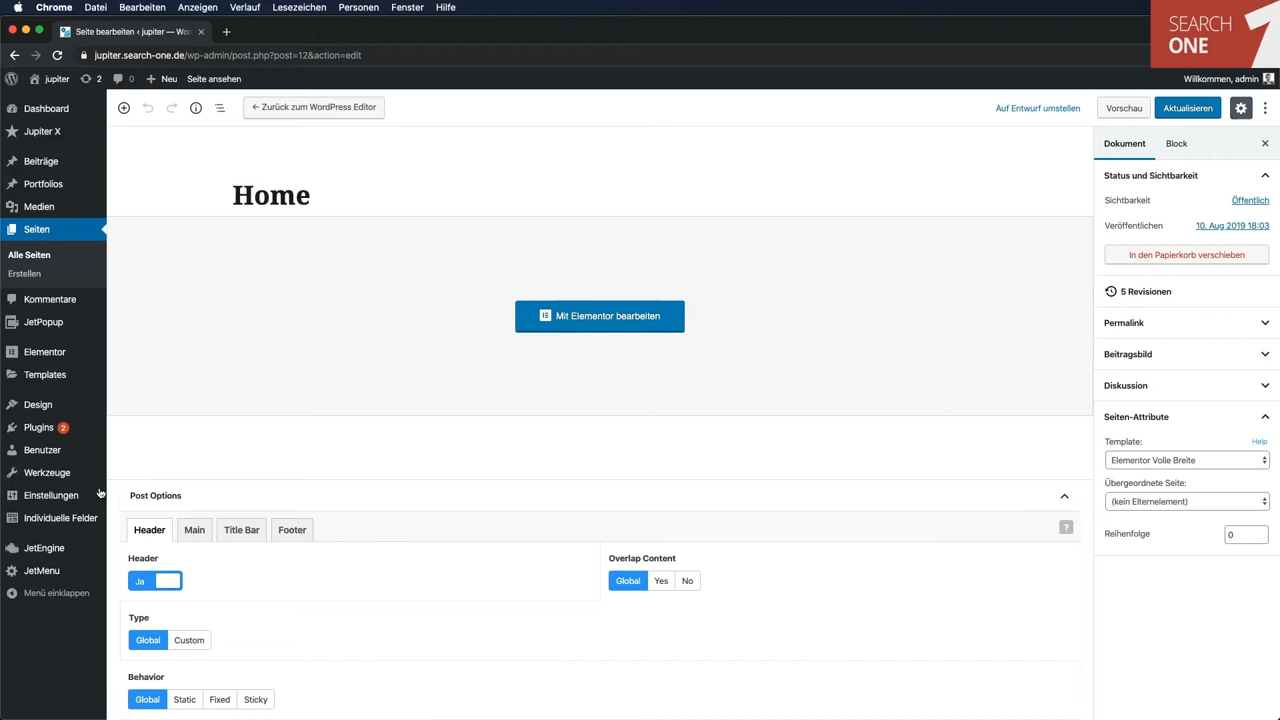 Chrome Datei Bearbeiten Anzeigen Verlauf Lesezeichen Personen Fenster Hilfe
SEARCH
ONE 1
Seite bearbeiten ‹ jupiter — Wor
jupiter.search-one.de/wp-admin/post.php?post=12&action=edit
jupiter 2 0 Neu Seite ansehen Willkommen, admin
Dashboard
Jupiter X
Beiträge
Portfolios
Medien
Seiten
Alle Seiten
Erstellen
Kommentare
JetPopup
Elementor
Templates
Design
Plugins 2
Benutzer
Werkzeuge
Einstellungen
Individuelle Felder
JetEngine
JetMenu
Menü einklappen
← Zurück zum WordPress Editor
Auf Entwurf umstellen Vorschau Aktualisieren
Home
Mit Elementor bearbeiten
Post Options
Header Main Title Bar Footer ?
Header Overlap Content
Ja Global Yes No
Type
Global Custom
Behavior
Global Static Fixed Sticky
Dokument Block
Status und Sichtbarkeit
Sichtbarkeit Öffentlich
Veröffentlichen 10. Aug 2019 18:03
In den Papierkorb verschieben
5 Revisionen
Permalink
Beitragsbild
Diskussion
Seiten-Attribute
Template: Help
Elementor Volle Breite
Übergeordnete Seite:
(kein Elternelement)
Reihenfolge 0